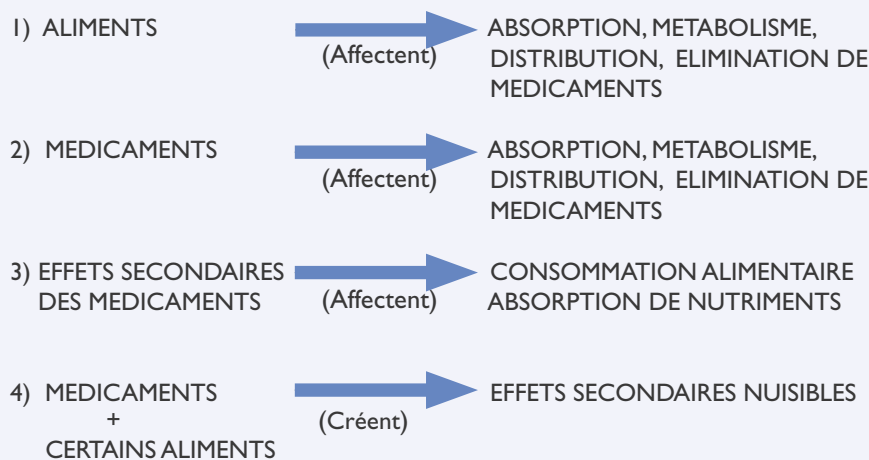 1) ALIMENTS
(Affectent)
ABSORPTION, METABOLISME,
DISTRIBUTION, ELIMINATION DE
MEDICAMENTS
2) MEDICAMENTS
(Affectent)
ABSORPTION, METABOLISME,
DISTRIBUTION, ELIMINATION DE
MEDICAMENTS
3) EFFETS SECONDAIRES
DES MEDICAMENTS
(Affectent)
CONSOMMATION ALIMENTAIRE
ABSORPTION DE NUTRIMENTS
4) MEDICAMENTS
+
CERTAINS ALIMENTS
(Créent)
EFFETS SECONDAIRES NUISIBLES